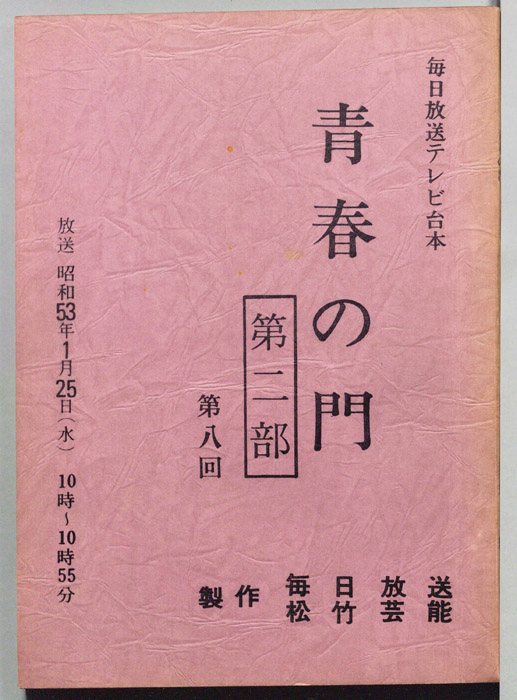 毎日放送テレビ台本
青春の門
第二部
第八回
放送 昭和53年1月25日(水) 10時~10時55分
製作 毎日放送
松竹芸能